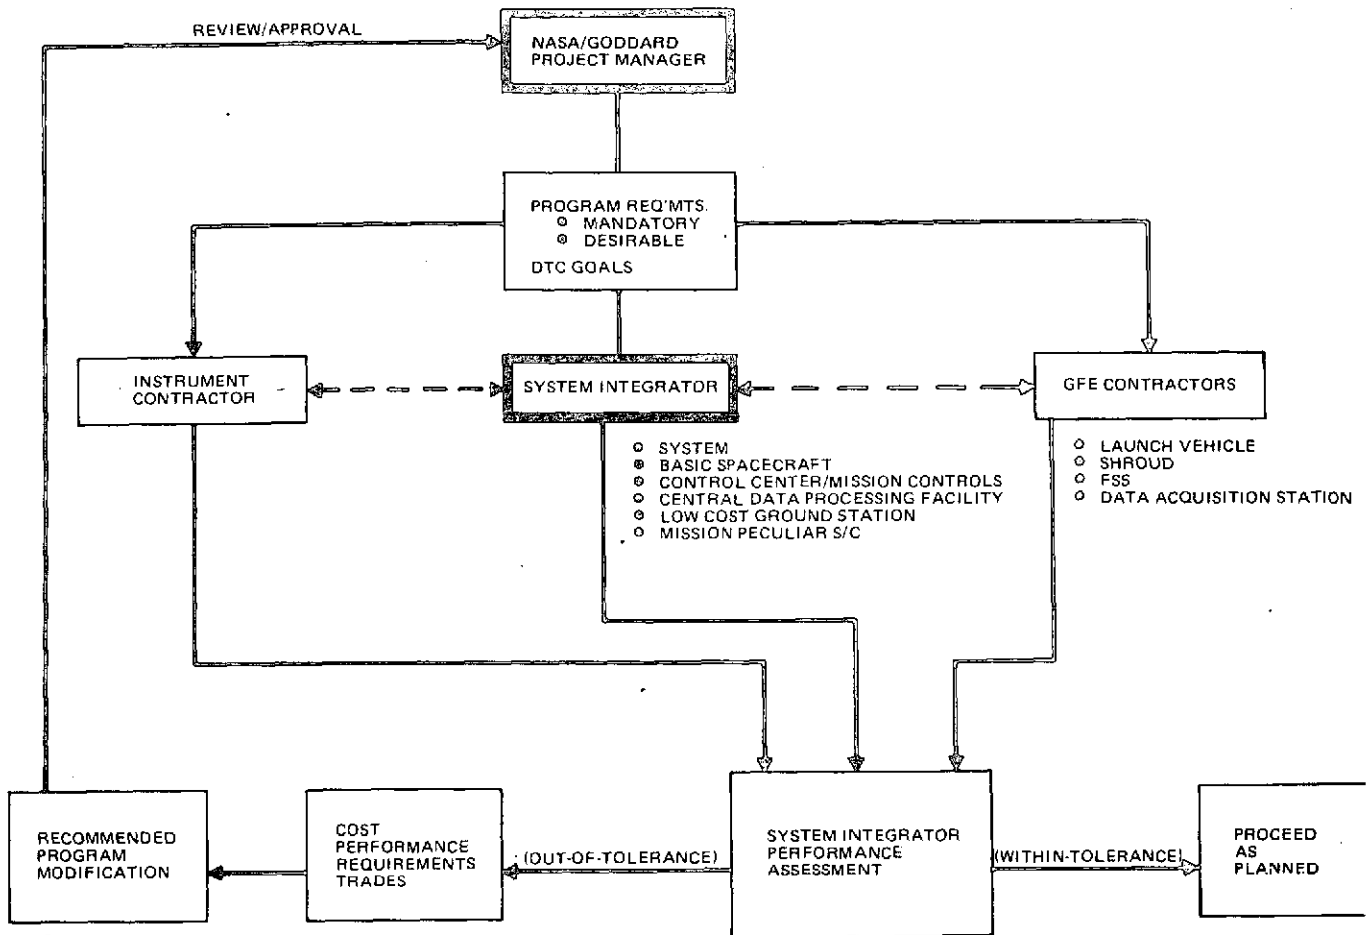 REVIEW/APPROVAL
NASA/GODDARD
PROJECT MANAGER
PROGRAM REQ'MTS.
MANDATORY
DESIRABLE
DTC GOALS
INSTRUMENT
CONTRACTOR
SYSTEM INTEGRATOR
GFE CONTRACTORS
SYSTEM
BASIC SPACECRAFT
CONTROL CENTER/MISSION CONTROLS
CENTRAL DATA PROCESSING FACILITY
LOW COST GROUND STATION
MISSION PECULIAR S/C
LAUNCH VEHICLE
SHROUD
FSS
DATA ACQUISITION STATION
RECOMMENDED
PROGRAM
MODIFICATION
COST
PERFORMANCE
REQUIREMENTS
TRADES
(OUT-OF-TOLERANCE)
SYSTEM INTEGRATOR
PERFORMANCE
ASSESSMENT
(WITHIN-TOLERANCE)
PROCEED
AS
PLANNED